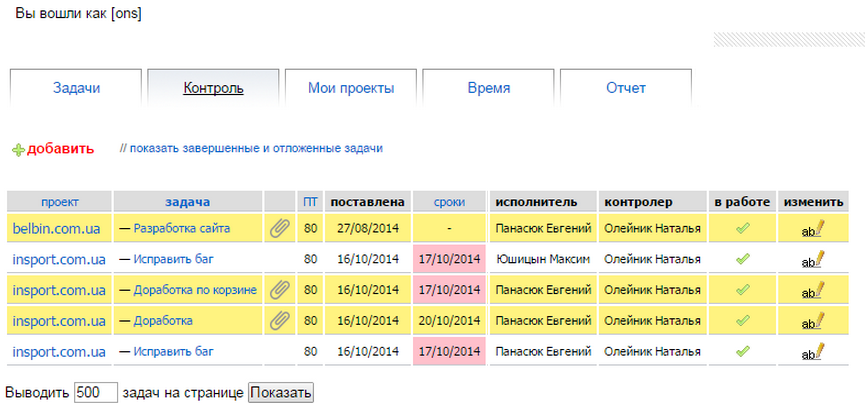 Вы вошли как [ons]
Задачи Контроль Мои проекты Время Отчет
добавить // показать завершенные и отложенные задачи
проект задача ПТ поставлена сроки исполнитель контролер в работе изменить
belbin.com.ua — Разработка сайта 80 27/08/2014 - Панасюк Евгений Олейник Наталья ab
insport.com.ua — Исправить баг 80 16/10/2014 17/10/2014 Юшицын Максим Олейник Наталья ab
insport.com.ua — Доработка по корзине 80 16/10/2014 17/10/2014 Панасюк Евгений Олейник Наталья ab
insport.com.ua — Доработка 80 16/10/2014 20/10/2014 Панасюк Евгений Олейник Наталья ab
insport.com.ua — Исправить баг 80 16/10/2014 17/10/2014 Панасюк Евгений Олейник Наталья ab
Выводить 500 задач на странице Показать